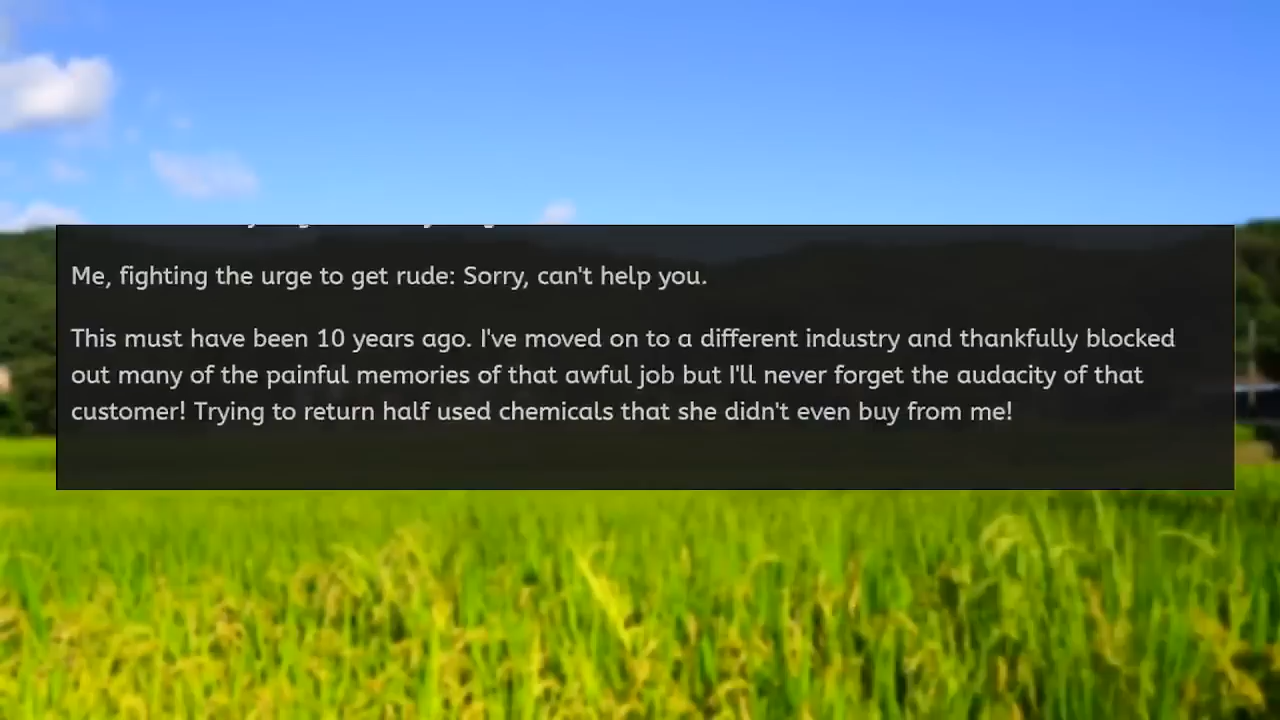 Me, fighting the urge to get rude: Sorry, can't help you.
This must have been 10 years ago. I've moved on to a different industry and thankfully blocked
out many of the painful memories of that awful job but I'll never forget the audacity of that
customer! Trying to return half used chemicals that she didn't even buy from me!